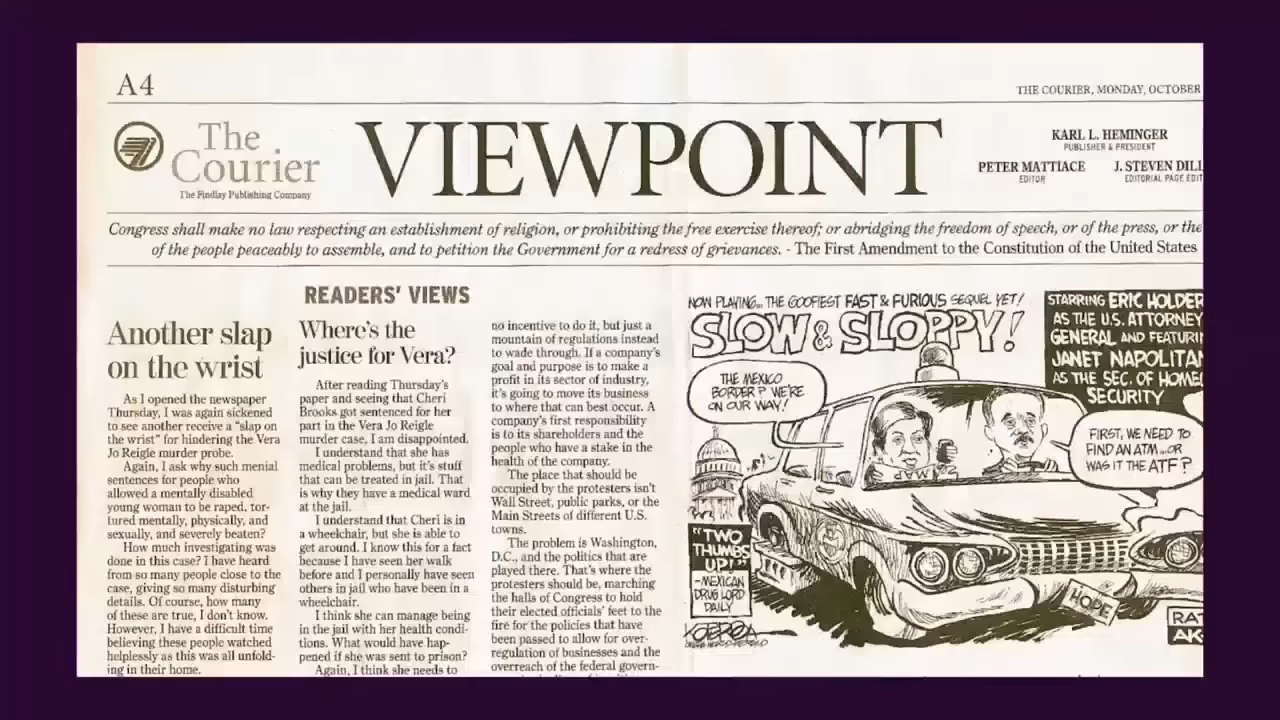 A4
THE COURIER, MONDAY, OCTOBER
The
Courier
The Findlay Publishing Company
VIEWPOINT
KARL L. HEMINGER
PUBLISHER & PRESIDENT
PETER MATTIACE
EDITOR
J. STEVEN DILL
EDITORIAL PAGE EDIT
Congress shall make no law respecting an establishment of religion, or prohibiting the free exercise thereof; or abridging the freedom of speech, or of the press, or the
of the people peaceably to assemble, and to petition the Government for a redress of grievances. - The First Amendment to the Constitution of the United States
READERS' VIEWS
Another slap
on the wrist
As I opened the newspaper
Thursday, I was again sickened
to see another receive a “slap on
the wrist” for hindering the Vera
Jo Reigle murder probe.
Again, I ask why such menial
sentences for people who
allowed a mentally disabled
young woman to be raped, tor-
tured mentally, physically, and
sexually, and severely beaten?
How much investigating was
done in this case? I have heard
from so many people close to the
case, giving so many disturbing
details. Of course, how many
of these are true, I don't know.
However, I have a difficult time
believing these people watched
helplessly as this was all unfold-
ing in their home.
Where's the
justice for Vera?
After reading Thursday's
paper and seeing that Cheri
Brooks got sentenced for her
part in the Vera Jo Reigle
murder case, I am disappointed.
I understand that she has
medical problems, but it's stuff
that can be treated in jail. That
is why they have a medical ward
at the jail.
I understand that Cheri is in
a wheelchair, but she is able to
get around. I know this for a fact
because I have seen her walk
before and I personally have seen
others in jail who have been in a
wheelchair.
I think she can manage being
in the jail with her health condi-
tions. What would have hap-
pened if she was sent to prison?
Again, I think she needs to
no incentive to do it, but just a
mountain of regulations instead
to wade through. If a company's
goal and purpose is to make a
profit in its sector of industry,
it's going to move its business
to where that can best occur. A
company's first responsibility
is to its shareholders and the
people who have a stake in the
health of the company.
The place that should be
occupied by the protesters isn't
Wall Street, public parks, or the
Main Streets of different U.S.
towns.
The problem is Washington,
D.C., and the politics that are
played there. That's where the
protesters should be, marching
the halls of Congress to hold
their elected officials' feet to the
fire for the policies that have
been passed to allow for over-
regulation of businesses and the
overreach of the federal govern-
NOW PLAYING... THE GOOFIEST FAST & FURIOUS SEQUEL YET!
SLOW & SLOPPY!
STARRING ERIC HOLDER
AS THE U.S. ATTORNEY
GENERAL AND FEATURIN
JANET NAPOLITAN
AS THE SEC. OF HOMEL
SECURITY
THE MEXICO
BORDER? WE'RE
ON OUR WAY!
FIRST, WE NEED TO
FIND AN ATM...OR
WAS IT THE ATF?
"TWO
THUMBS
UP!"
-MEXICAN
DRUG LORD
DAILY
HOPE
RAT
AK-
KOTERBA